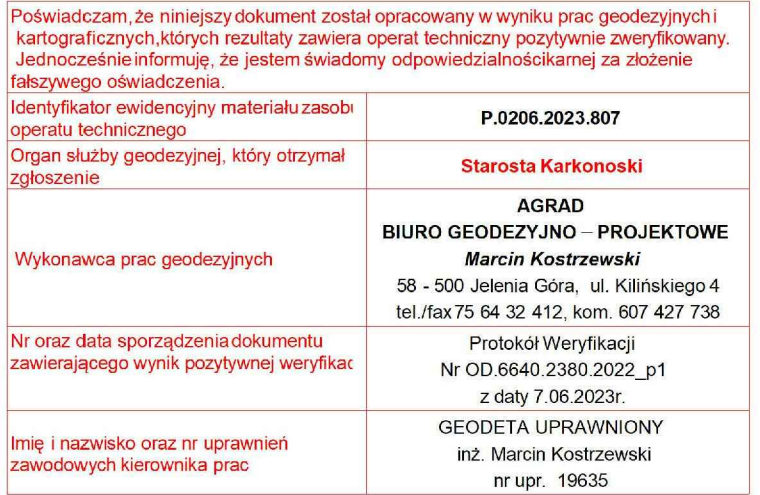 Poświadczam, że niniejszy dokument został opracowany w wyniku prac geodezyjnych i
kartograficznych,których rezultaty zawiera operat techniczny pozytywnie zweryfikowany.
Jednocześnie informuję, że jestem świadomy odpowiedzialnościkarnej za złożenie
fałszywego oświadczenia.
Identyfikator ewidencyjny materiału zasobu
operatu technicznego
P.0206.2023.807
Organ służby geodezyjnej, który otrzymał
zgłoszenie
Starosta Karkonoski
Wykonawca prac geodezyjnych
AGRAD
BIURO GEODEZYJNO – PROJEKTOWE
Marcin Kostrzewski
58 - 500 Jelenia Góra, ul. Kilińskiego 4
tel./fax 75 64 32 412, kom. 607 427 738
Nr oraz data sporządzenia dokumentu
zawierającego wynik pozytywnej weryfikac
Protokół Weryfikacji
Nr OD.6640.2380.2022_p1
z daty 7.06.2023r.
Imię i nazwisko oraz nr uprawnień
zawodowych kierownika prac
GEODETA UPRAWNIONY
inż. Marcin Kostrzewski
nr upr. 19635